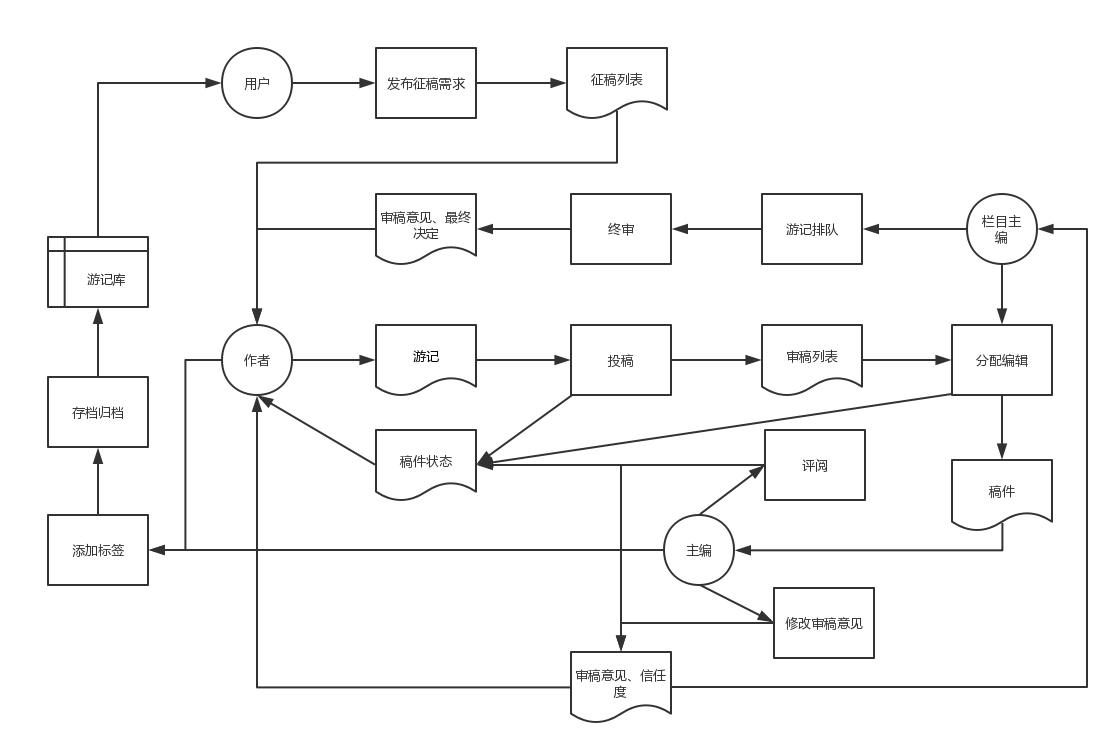 用户
发布征稿需求
征稿列表
审稿意见、最终
决定
终审
游记排队
栏目主
编
游记库
作者
游记
投稿
审稿列表
分配编辑
存档归档
稿件状态
评阅
稿件
添加标签
主编
修改审稿意见
审稿意见、信任
度